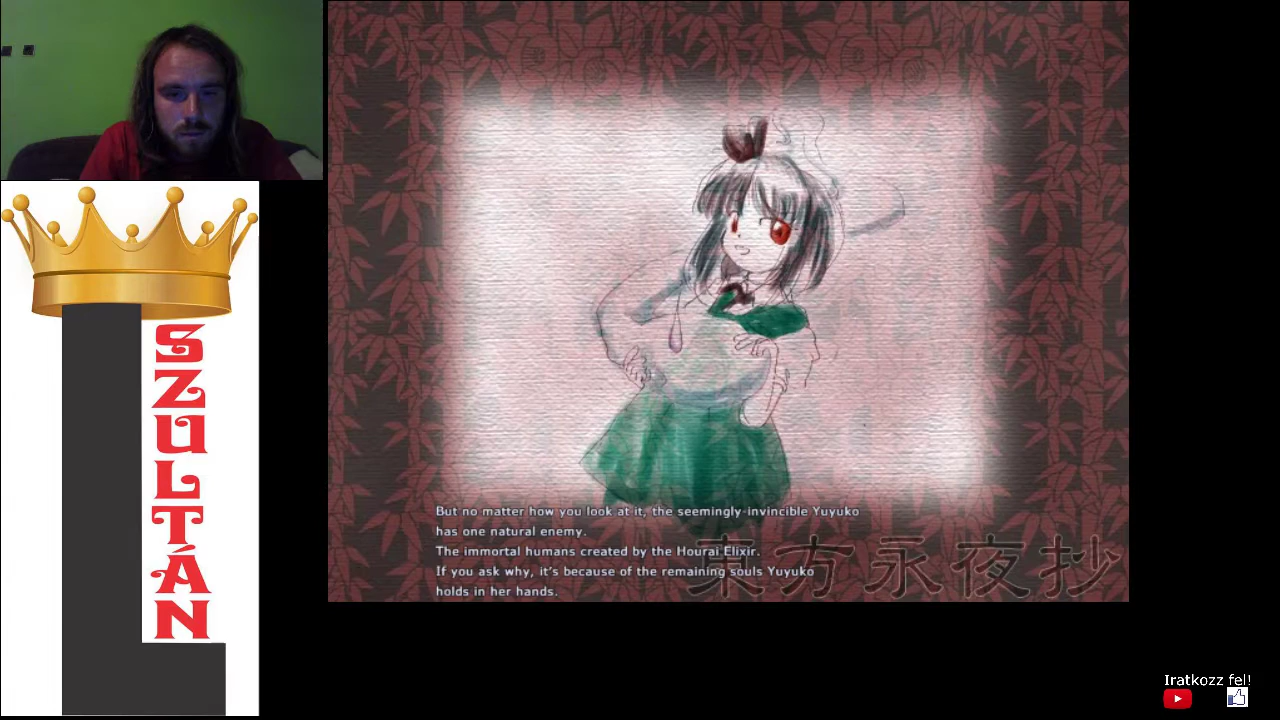 L
SZULTÁN
But no matter how you look at it, the seemingly-invincible Yuyuko
has one natural enemy.
The immortal humans created by the Hourai Elixir.
If you ask why, it's because of the remaining souls Yuyuko
holds in her hands.
東方永夜抄
Iratkozz fel!